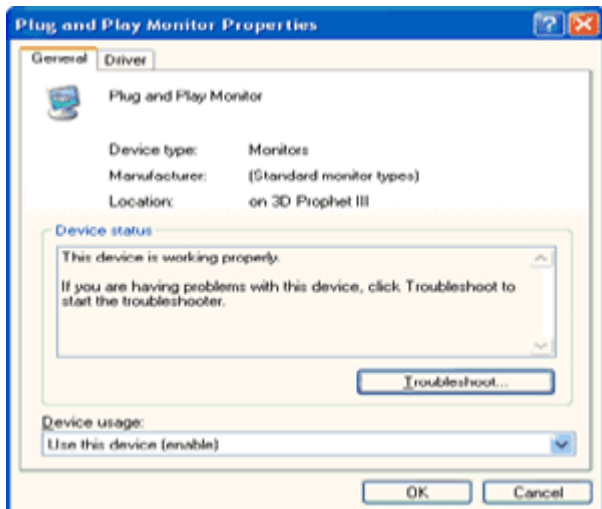 Plug and Play Monitor Properties
General Driver
Plug and Play Monitor
Device type: Monitors
Manufacturer: (Standard monitor types)
Location: on 3D Prophet III
Device status
This device is working properly.
If you are having problems with this device, click Troubleshoot to
start the troubleshooter.
Troubleshoot...
Device usage:
Use this device (enable)
OK Cancel